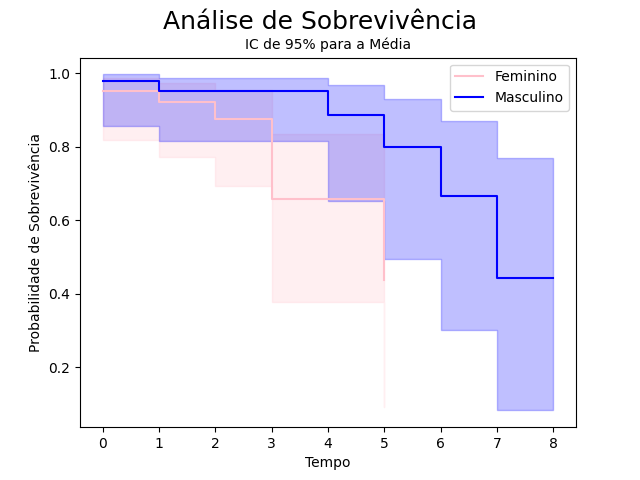 Análise de Sobrevivência
IC de 95% para a Média
Feminino
Masculino
1.0
0.8
0.6
0.4
0.2
Probabilidade de Sobrevivência
0 1 2 3 4 5 6 7 8
Tempo